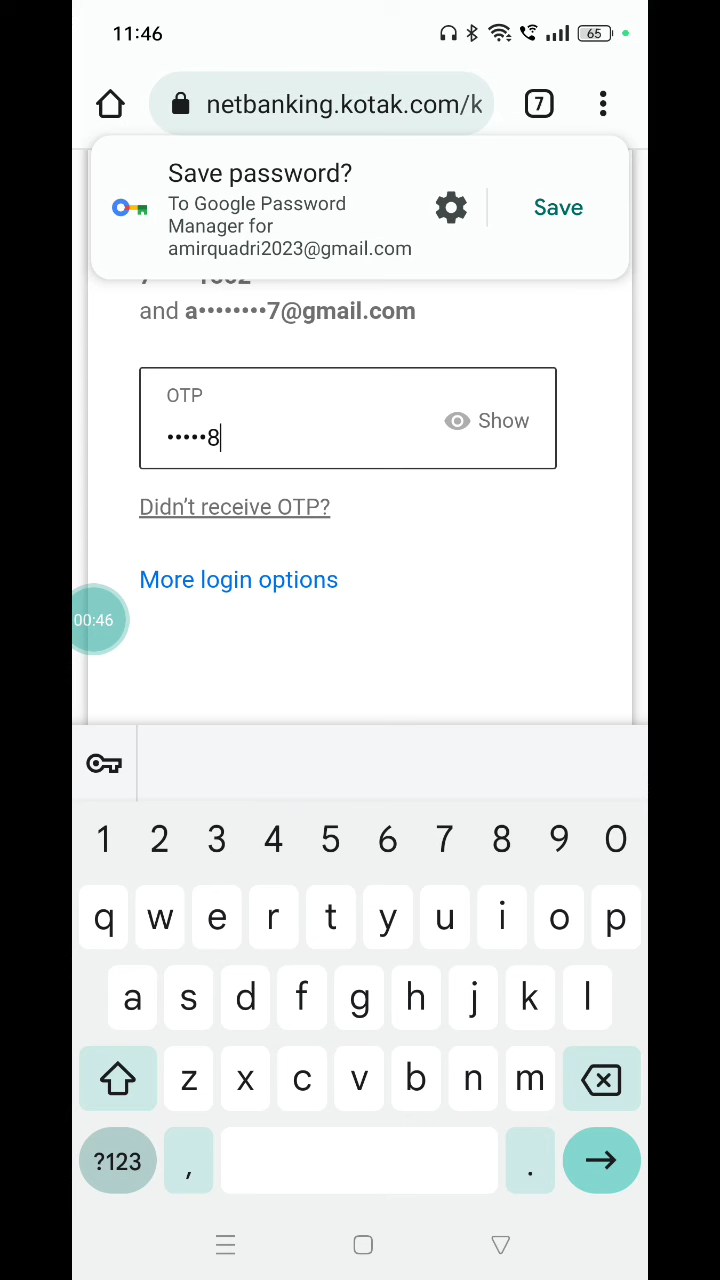 11:46
65
netbanking.kotak.com/k
7
Save password?
To Google Password
Manager for
amirquadri2023@gmail.com
Save
and a••••••••7@gmail.com
OTP
•••••8
Show
Didn't receive OTP?
More login options
00:46
1 2 3 4 5 6 7 8 9 0
q w e r t y u i o p
a s d f g h j k l
z x c v b n m
?123 , .